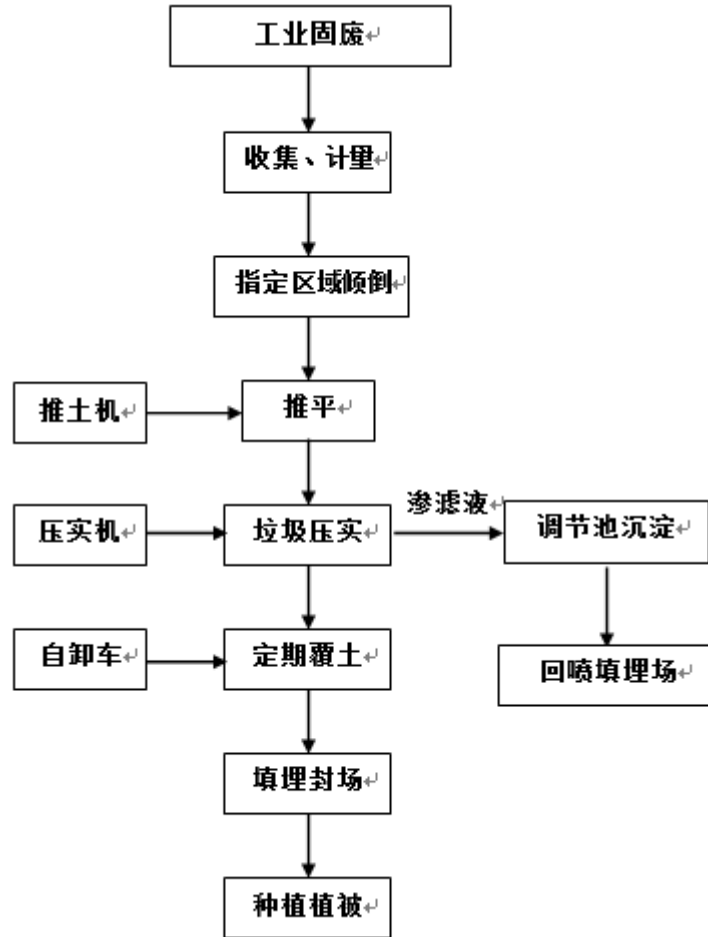 工业固废
收集、计量
指定区域倾倒
推土机
推平
渗滤液
压实机
垃圾压实
调节池沉淀
自卸车
定期覆土
回喷填埋场
填埋封场
种植植被